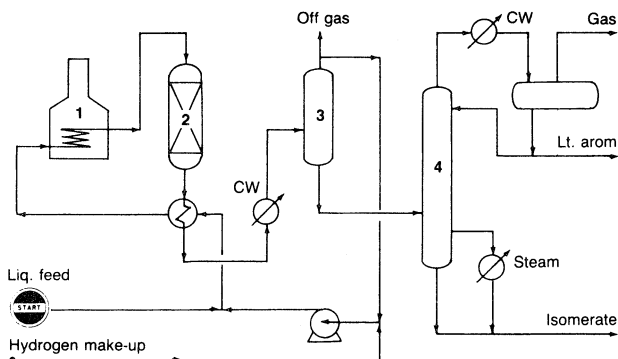 Off gas
CW
Gas
1
2
3
4
Lt. arom
CW
Steam
Liq. feed
START
Isomerate
Hydrogen make-up